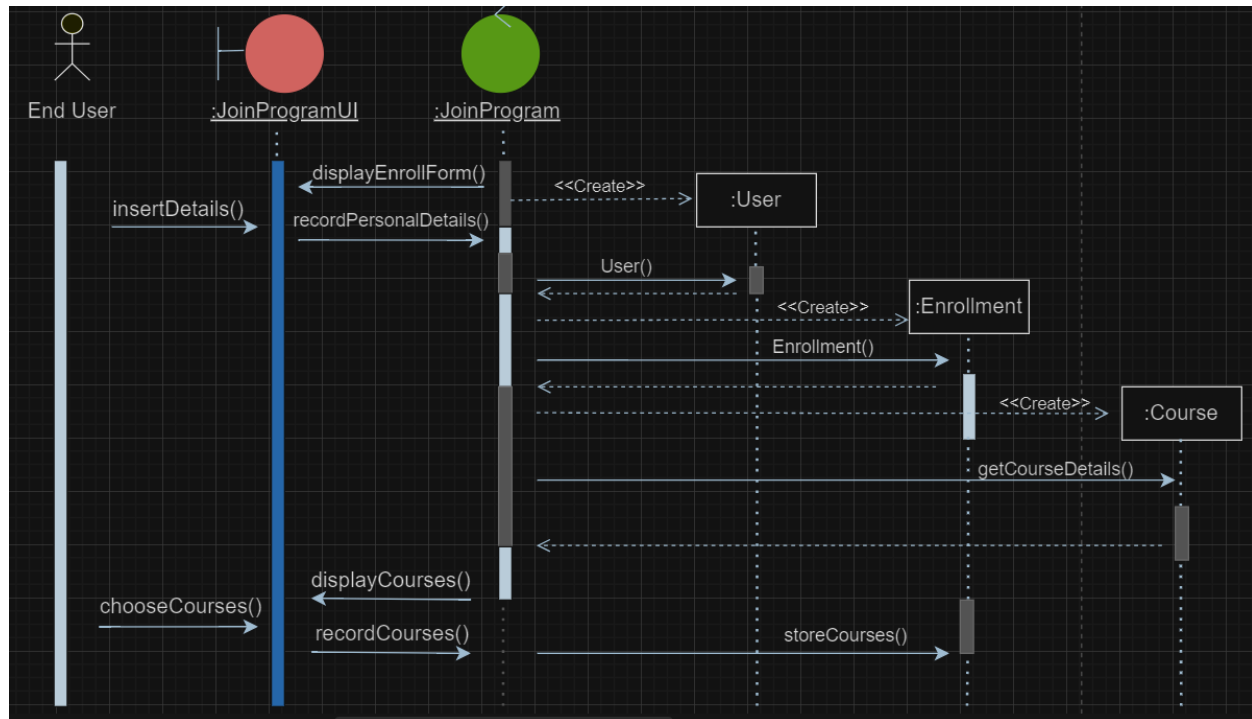 End User
:JoinProgramUI
:JoinProgram
displayEnrollForm()
<<Create>>
:User
insertDetails()
recordPersonalDetails()
User()
<<Create>>
:Enrollment
Enrollment()
<<Create>>
:Course
getCourseDetails()
displayCourses()
chooseCourses()
recordCourses()
storeCourses()